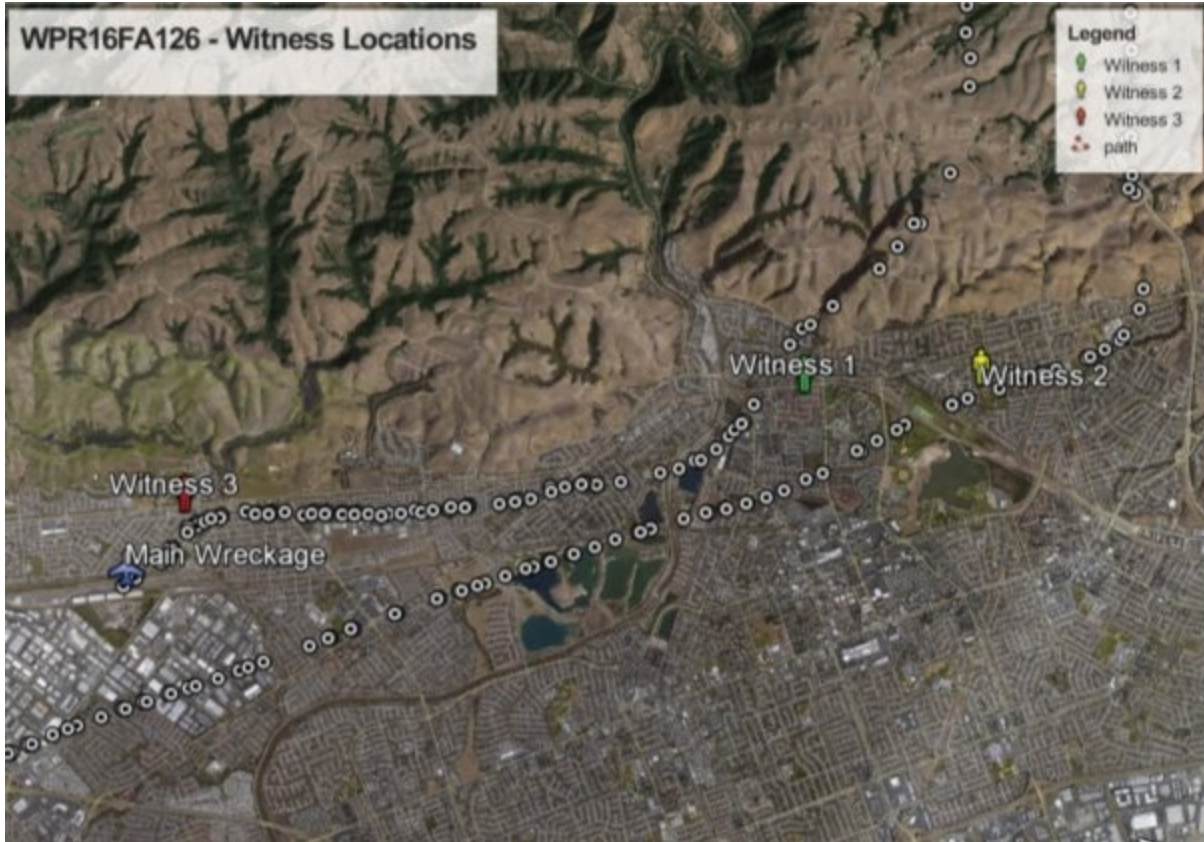 WPR16FA126 - Witness Locations
Legend
Witness 1
Witness 2
Witness 3
path
Witness 1
Witness 2
Witness 3
Main Wreckage